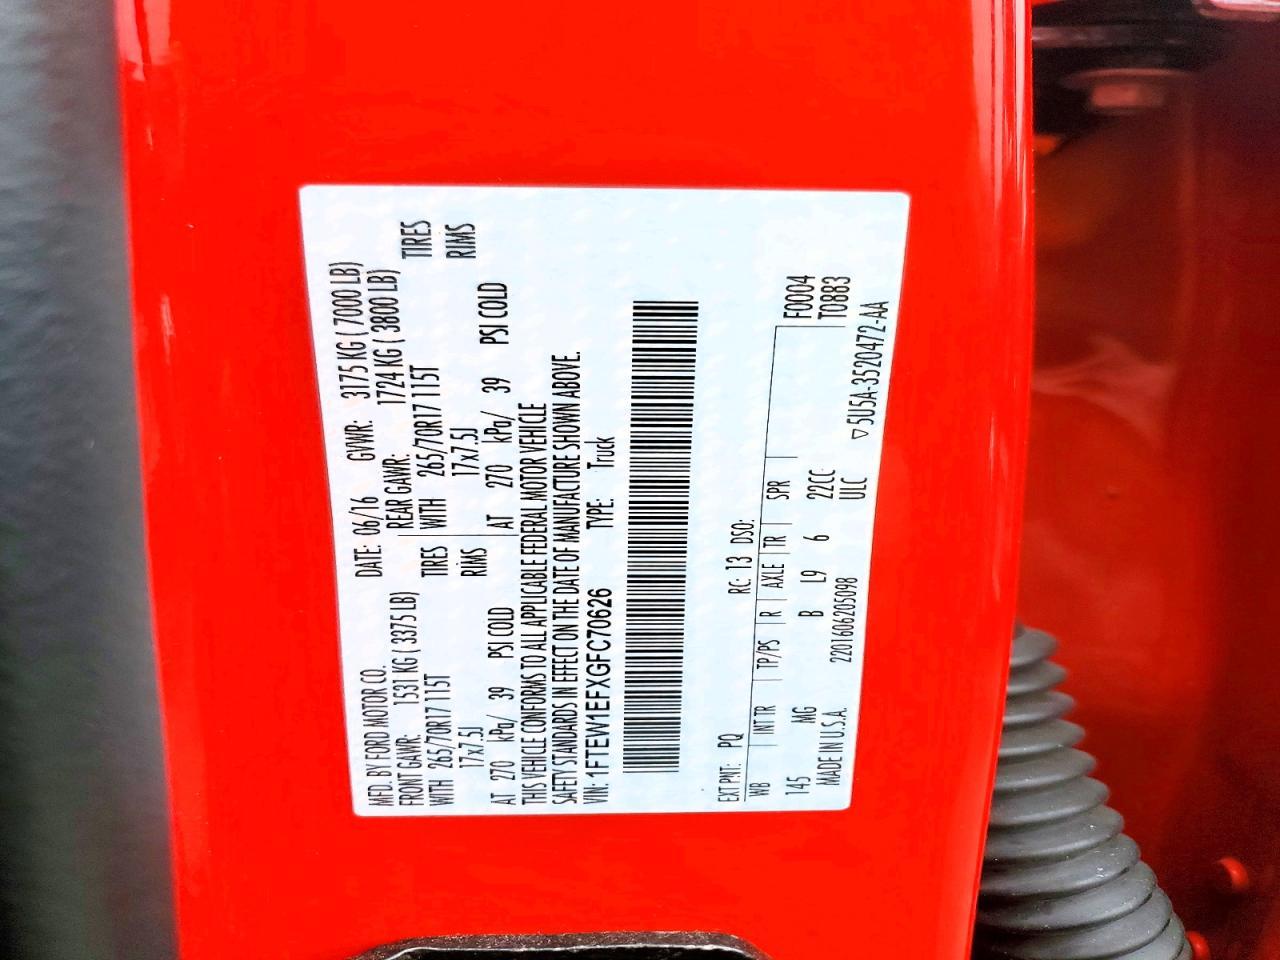 MFD. BY FORD MOTOR CO. DATE: 06/16 GVWR: 3175 KG ( 7000 LB)
FRONT GAWR: 1531 KG ( 3375 LB) REAR GAWR: 1724 KG ( 3800 LB)
WITH 265/70R17 115T TIRES WITH 265/70R17 115T TIRES
17x7.5J RIMS 17x7.5J RIMS
AT 270 kPa/ 39 PSI COLD AT 270 kPa/ 39 PSI COLD
THIS VEHICLE CONFORMS TO ALL APPLICABLE FEDERAL MOTOR VEHICLE
SAFETY STANDARDS IN EFFECT ON THE DATE OF MANUFACTURE SHOWN ABOVE.
VIN: 1FTEW1EFXGFC70626 TYPE: Truck
EXT PNT: PQ RC: 13 DSO:
WB INT TR TP/PS R AXLE TR SPR F0004
145 MG B L9 6 22CC T0883
MADE IN U.S.A. 2201606205098 ULC ▽5U5A-3520472-AA